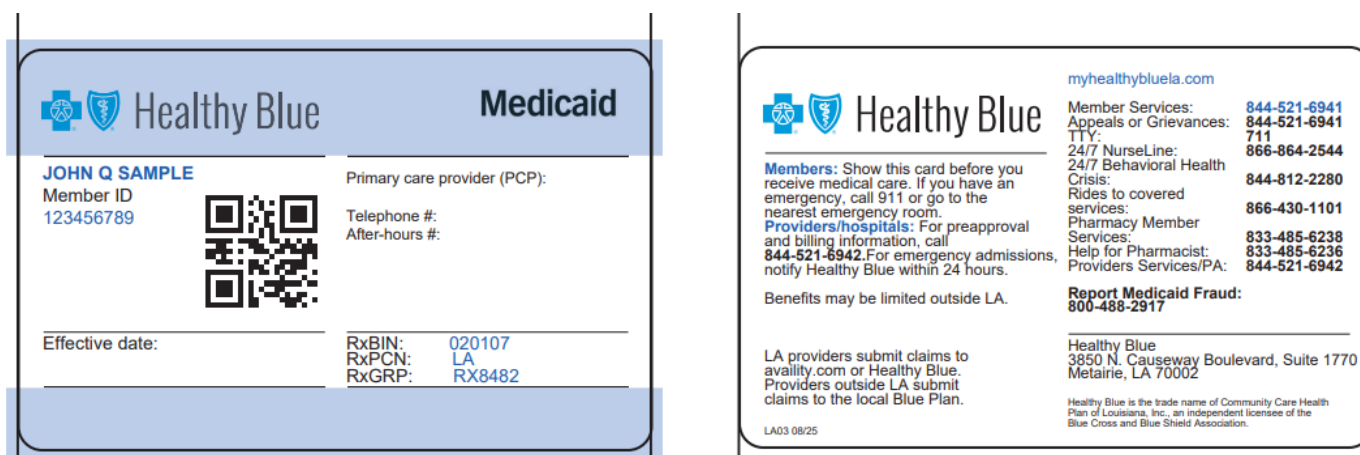 Healthy Blue
Medicaid
JOHN Q SAMPLE
Member ID
123456789
Primary care provider (PCP):
Telephone #:
After-hours #:
Effective date:
RxBIN: 020107
RxPCN: LA
RxGRP: RX8482
Healthy Blue
Members: Show this card before you
receive medical care. If you have an
emergency, call 911 or go to the
nearest emergency room.
Providers/hospitals: For preapproval
and billing information, call
844-521-6942.For emergency admissions,
notify Healthy Blue within 24 hours.
Benefits may be limited outside LA.
LA providers submit claims to
availity.com or Healthy Blue.
Providers outside LA submit
claims to the local Blue Plan.
LA03 08/25
myhealthybluela.com
Member Services: 844-521-6941
Appeals or Grievances: 844-521-6941
TTY: 711
24/7 NurseLine: 866-864-2544
24/7 Behavioral Health
Crisis: 844-812-2280
Rides to covered
services: 866-430-1101
Pharmacy Member
Services: 833-485-6238
Help for Pharmacist: 833-485-6236
Providers Services/PA: 844-521-6942
Report Medicaid Fraud:
800-488-2917
Healthy Blue
3850 N. Causeway Boulevard, Suite 1770
Metairie, LA 70002
Healthy Blue is the trade name of Community Care Health
Plan of Louisiana, Inc., an independent licensee of the
Blue Cross and Blue Shield Association.